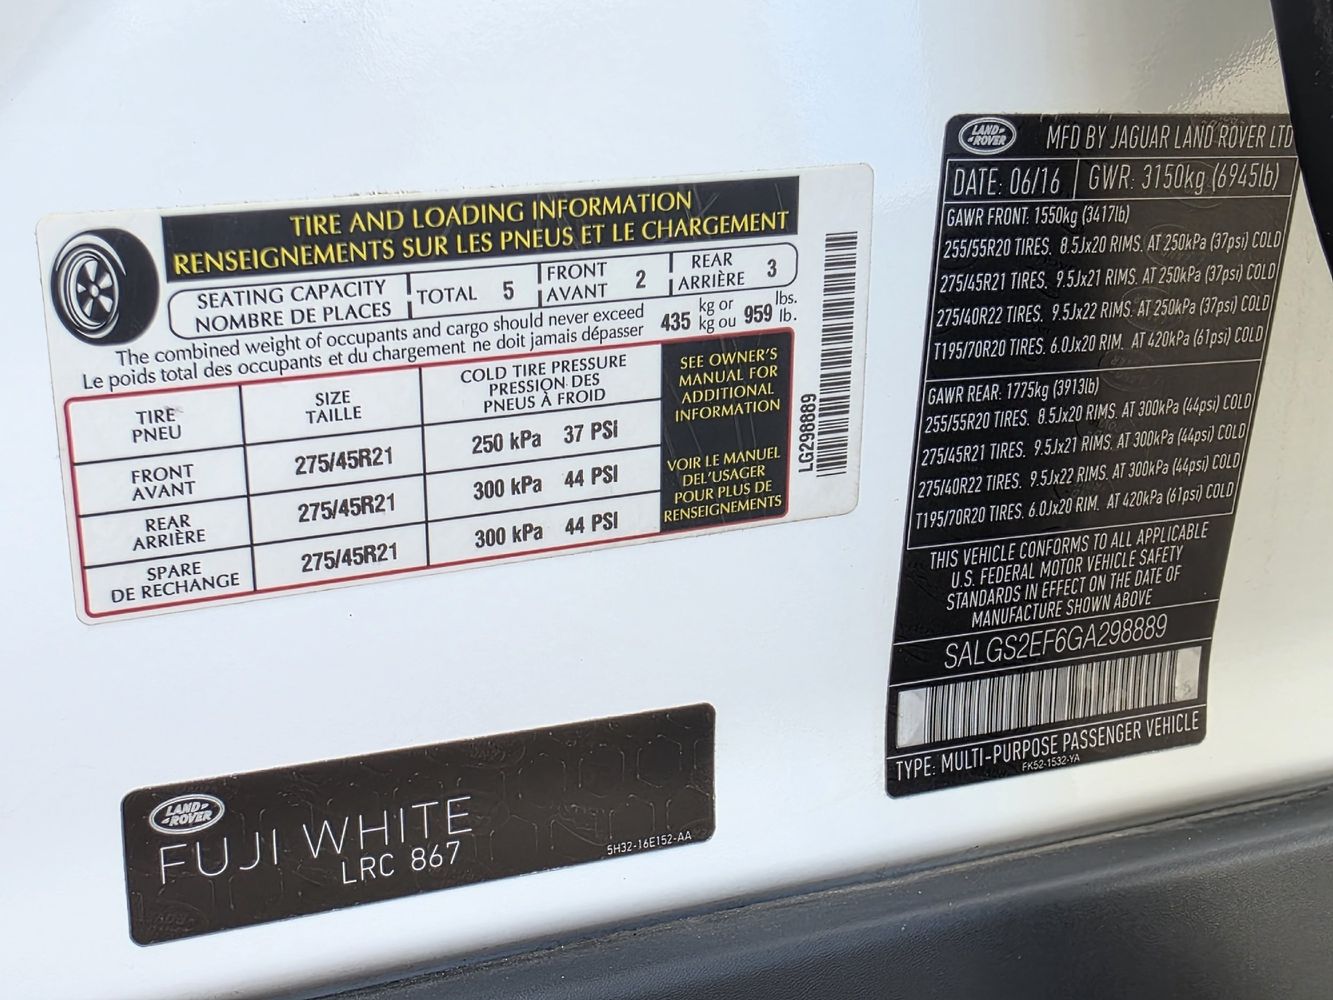 TIRE AND LOADING INFORMATION
RENSEIGNEMENTS SUR LES PNEUS ET LE CHARGEMENT
SEATING CAPACITY
NOMBRE DE PLACES
TOTAL 5
FRONT
AVANT 2
REAR
ARRIÈRE 3
The combined weight of occupants and cargo should never exceed
Le poids total des occupants et du chargement ne doit jamais dépasser
435 kg or 959 lbs.
kg ou lb.
TIRE
PNEU
SIZE
TAILLE
COLD TIRE PRESSURE
PRESSION DES
PNEUS À FROID
FRONT
AVANT
275/45R21
250 kPa 37 PSI
REAR
ARRIÈRE
275/45R21
300 kPa 44 PSI
SPARE
DE RECHANGE
275/45R21
300 kPa 44 PSI
SEE OWNER'S
MANUAL FOR
ADDITIONAL
INFORMATION
VOIR LE MANUEL
DEL'USAGER
POUR PLUS DE
RENSEIGNEMENTS
LG298889
LAND-
-ROVER
FUJI WHITE
LRC 867
5H32-16E152-AA
LAND-
-ROVER
MFD BY JAGUAR LAND ROVER LTD
DATE: 06/16 GWR: 3150kg (6945lb)
GAWR FRONT. 1550kg (3417lb)
255/55R20 TIRES. 8.5Jx20 RIMS. AT 250kPa (37psi) COLD
275/45R21 TIRES. 9.5Jx21 RIMS. AT 250kPa (37psi) COLD
275/40R22 TIRES. 9.5Jx22 RIMS. AT 250kPa (37psi) COLD
T195/70R20 TIRES. 6.0Jx20 RIM. AT 420kPa (61psi) COLD
GAWR REAR. 1775kg (3913lb)
255/55R20 TIRES. 8.5Jx20 RIMS. AT 300kPa (44psi) COLD
275/45R21 TIRES. 9.5Jx21 RIMS. AT 300kPa (44psi) COLD
275/40R22 TIRES. 9.5Jx22 RIMS. AT 300kPa (44psi) COLD
T195/70R20 TIRES. 6.0Jx20 RIM. AT 420kPa (61psi) COLD
THIS VEHICLE CONFORMS TO ALL APPLICABLE
U.S. FEDERAL MOTOR VEHICLE SAFETY
STANDARDS IN EFFECT ON THE DATE OF
MANUFACTURE SHOWN ABOVE
SALGS2EF6GA298889
TYPE: MULTI-PURPOSE PASSENGER VEHICLE
FK52-1532-YA